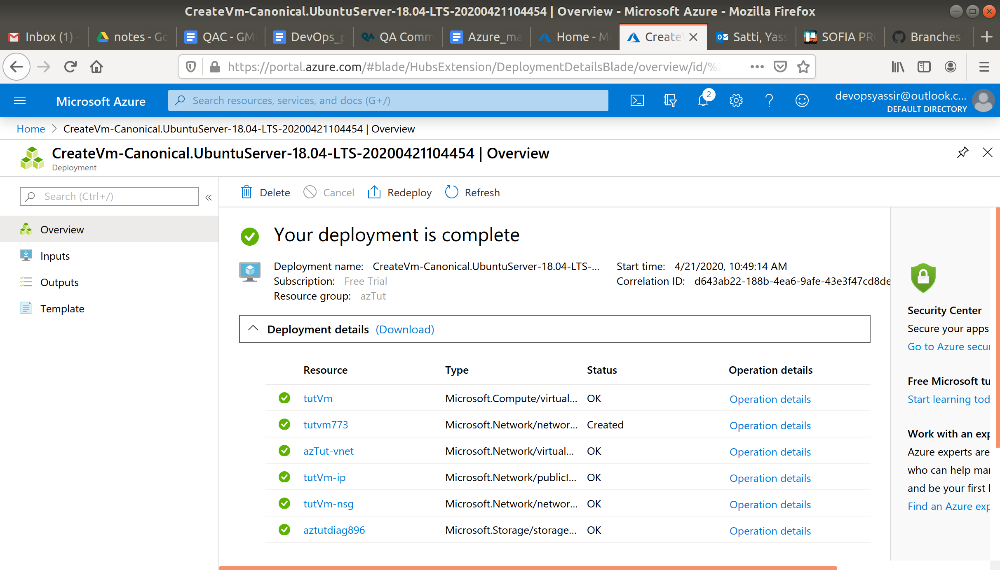 CreateVm-Canonical.UbuntuServer-18.04-LTS-20200421104454 | Overview - Microsoft Azure - Mozilla Firefox
Inbox (1) -
notes - Go
QAC - GM
DevOps_p
QA Comm
Azure_ma
Home - Mi
Create
Satti, Yass
SOFIA PR
Branches
https://portal.azure.com/#blade/HubsExtension/DeploymentDetailsBlade/overview/id/%2
Microsoft Azure
Search resources, services, and docs (G+/)
2
devopsyassir@outlook.c...
DEFAULT DIRECTORY
Home > CreateVm-Canonical.UbuntuServer-18.04-LTS-20200421104454 | Overview
CreateVm-Canonical.UbuntuServer-18.04-LTS-20200421104454 | Overview
Deployment
Search (Ctrl+/)
«
Overview
Inputs
Outputs
Template
Delete
Cancel
Redeploy
Refresh
Your deployment is complete
Deployment name: CreateVm-Canonical.UbuntuServer-18.04-LTS-...
Subscription: Free Trial
Resource group: azTut
Start time: 4/21/2020, 10:49:14 AM
Correlation ID: d643ab22-188b-4ea6-9afe-43e3f47cd8de
Deployment details (Download)
Resource Type Status Operation details
tutVm Microsoft.Compute/virtual... OK Operation details
tutvm773 Microsoft.Network/networ... Created Operation details
azTut-vnet Microsoft.Network/virtual... OK Operation details
tutVm-ip Microsoft.Network/publicI... OK Operation details
tutVm-nsg Microsoft.Network/networ... OK Operation details
aztutdiag896 Microsoft.Storage/storage... OK Operation details
Security Center
Secure your apps
Go to Azure secur
Free Microsoft tu
Start learning tod
Work with an exp
Azure experts are
who can help man
and be your first l
Find an Azure exp